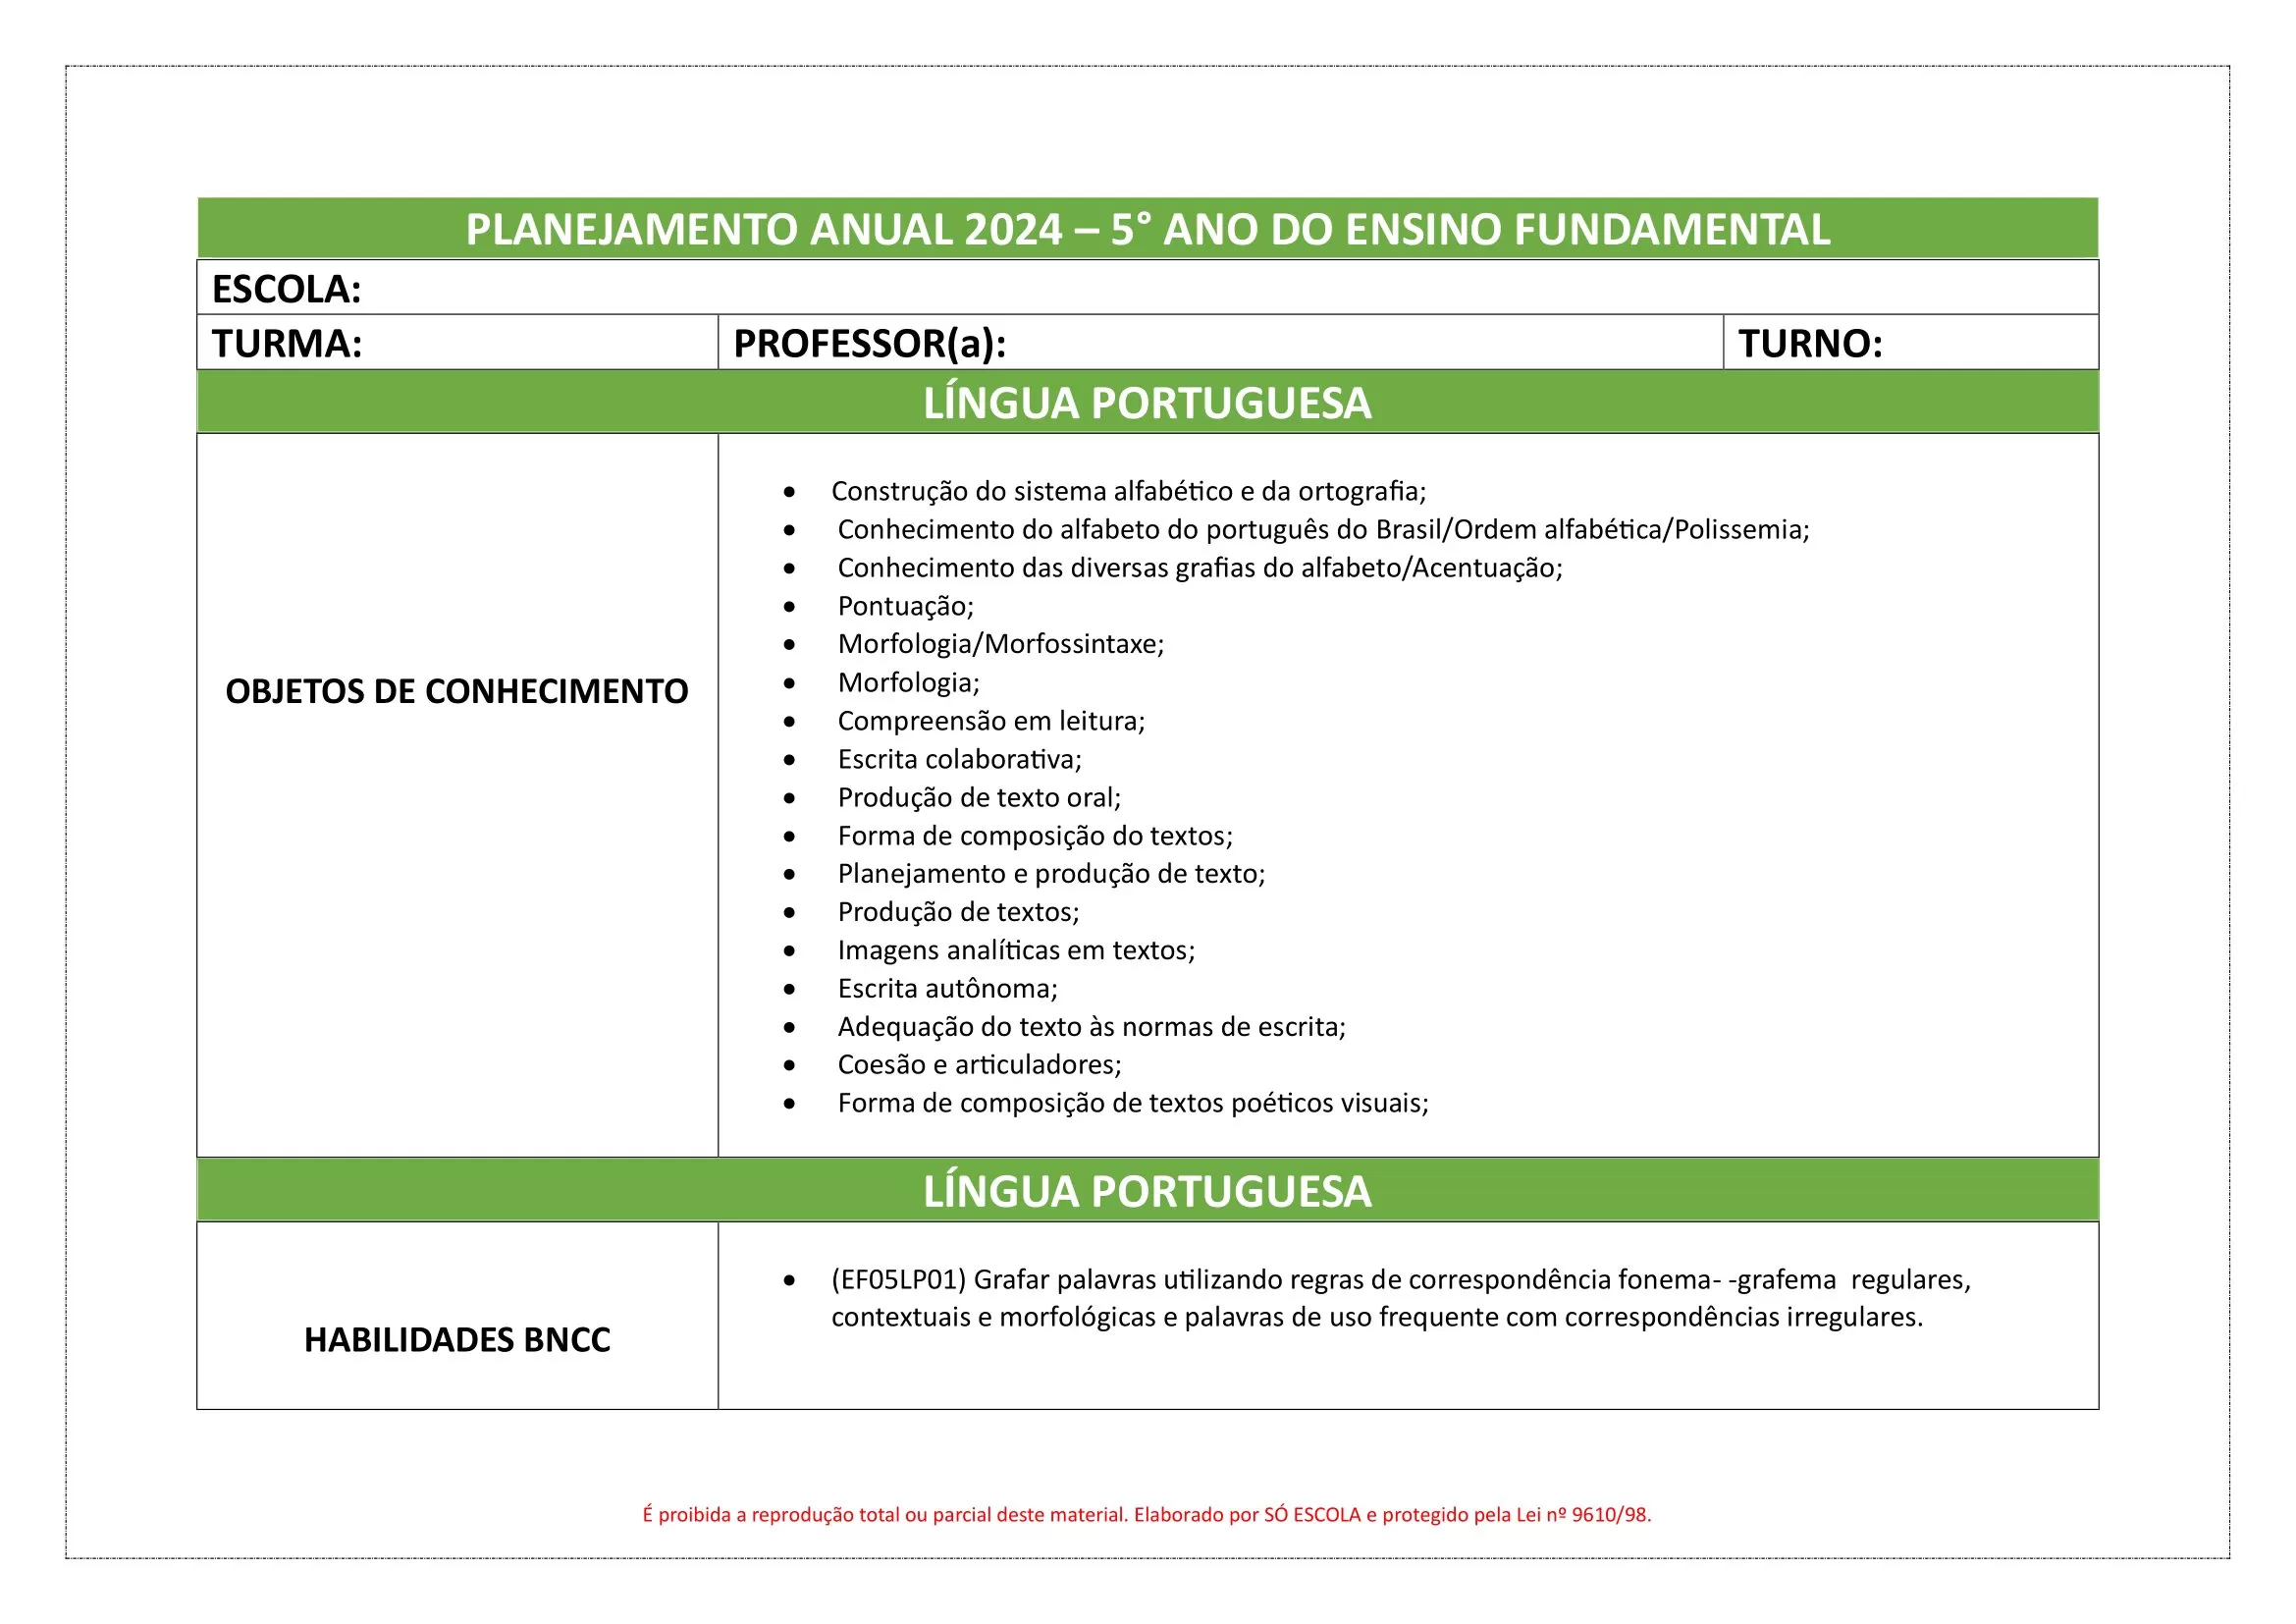 PLANEJAMENTO ANUAL 2024 – 5° ANO DO ENSINO FUNDAMENTAL
ESCOLA:
TURMA: PROFESSOR(a): TURNO:
LÍNGUA PORTUGUESA
OBJETOS DE CONHECIMENTO
• Construção do sistema alfabético e da ortografia;
• Conhecimento do alfabeto do português do Brasil/Ordem alfabética/Polissemia;
• Conhecimento das diversas grafias do alfabeto/Acentuação;
• Pontuação;
• Morfologia/Morfossintaxe;
• Morfologia;
• Compreensão em leitura;
• Escrita colaborativa;
• Produção de texto oral;
• Forma de composição do textos;
• Planejamento e produção de texto;
• Produção de textos;
• Imagens analíticas em textos;
• Escrita autônoma;
• Adequação do texto às normas de escrita;
• Coesão e articuladores;
• Forma de composição de textos poéticos visuais;
LÍNGUA PORTUGUESA
HABILIDADES BNCC
• (EF05LP01) Grafar palavras utilizando regras de correspondência fonema- -grafema  regulares,
contextuais e morfológicas e palavras de uso frequente com correspondências irregulares.
É proibida a reprodução total ou parcial deste material. Elaborado por SÓ ESCOLA e protegido pela Lei nº 9610/98.